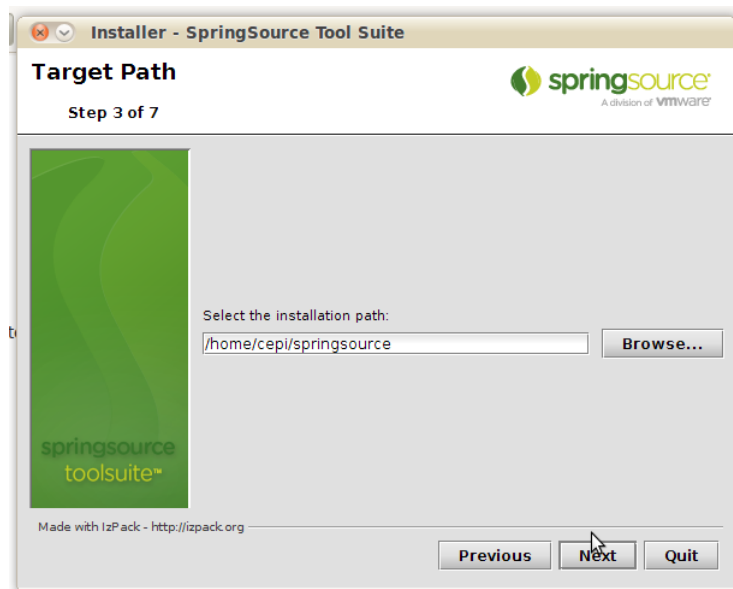 Installer - SpringSource Tool Suite
Target Path
Step 3 of 7
springsource
A division of vmware
Select the installation path:
/home/cepi/springsource
Browse...
springsource
toolsuite™
Made with IzPack - http://izpack.org
Previous
Next
Quit